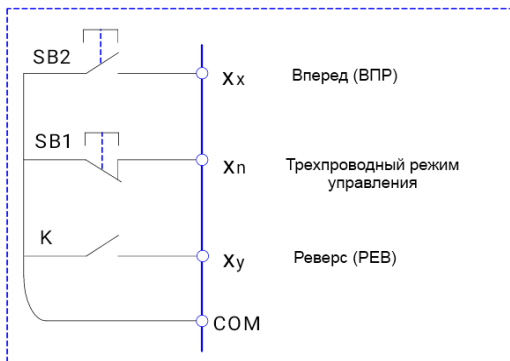 SB2
Xx
Вперед (ВПР)
SB1
Xn
Трехпроводный режим
управления
K
Xy
Реверс (РЕВ)
COM